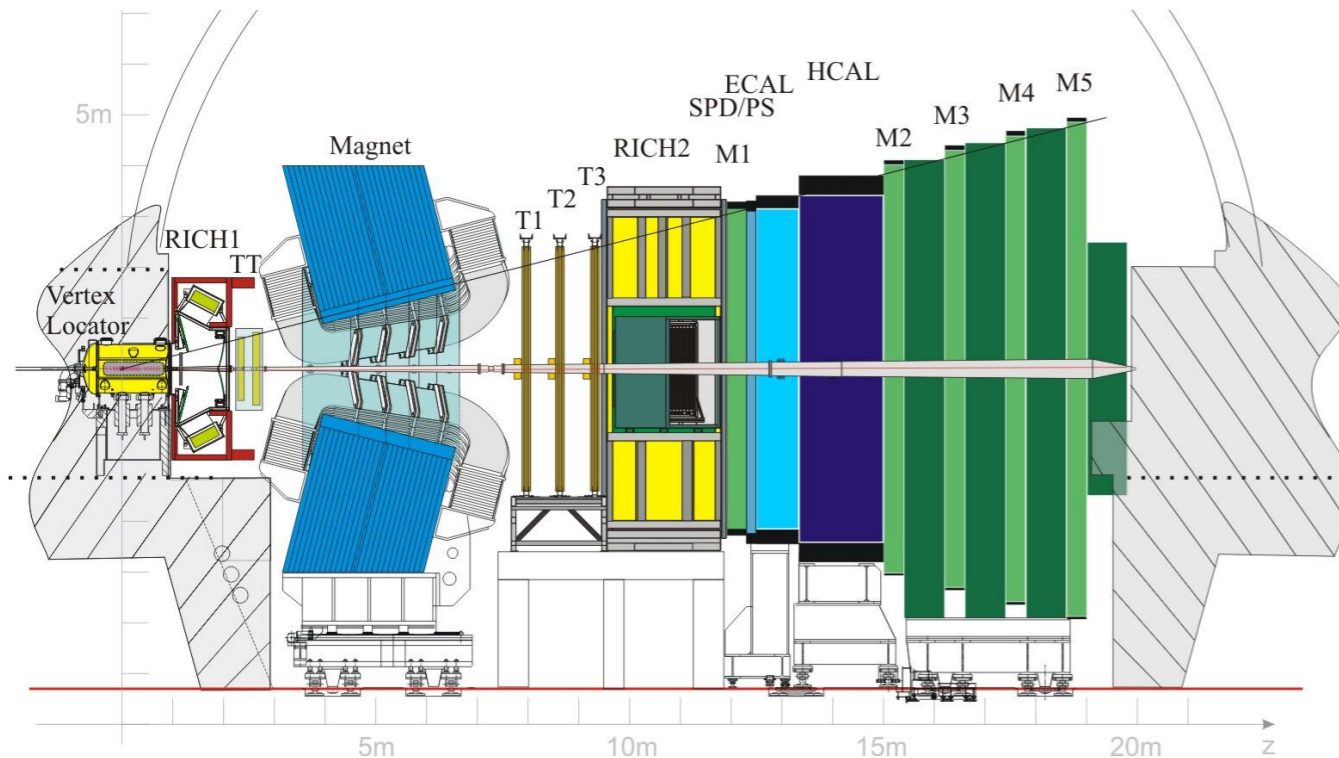 HCAL
ECAL
SPD/PS
M5
M4
M3
5m
M2
Magnet
RICH2
M1
T3
T2
T1
RICH1
TT
Vertex
Locator
5m
10m
15m
20m
z